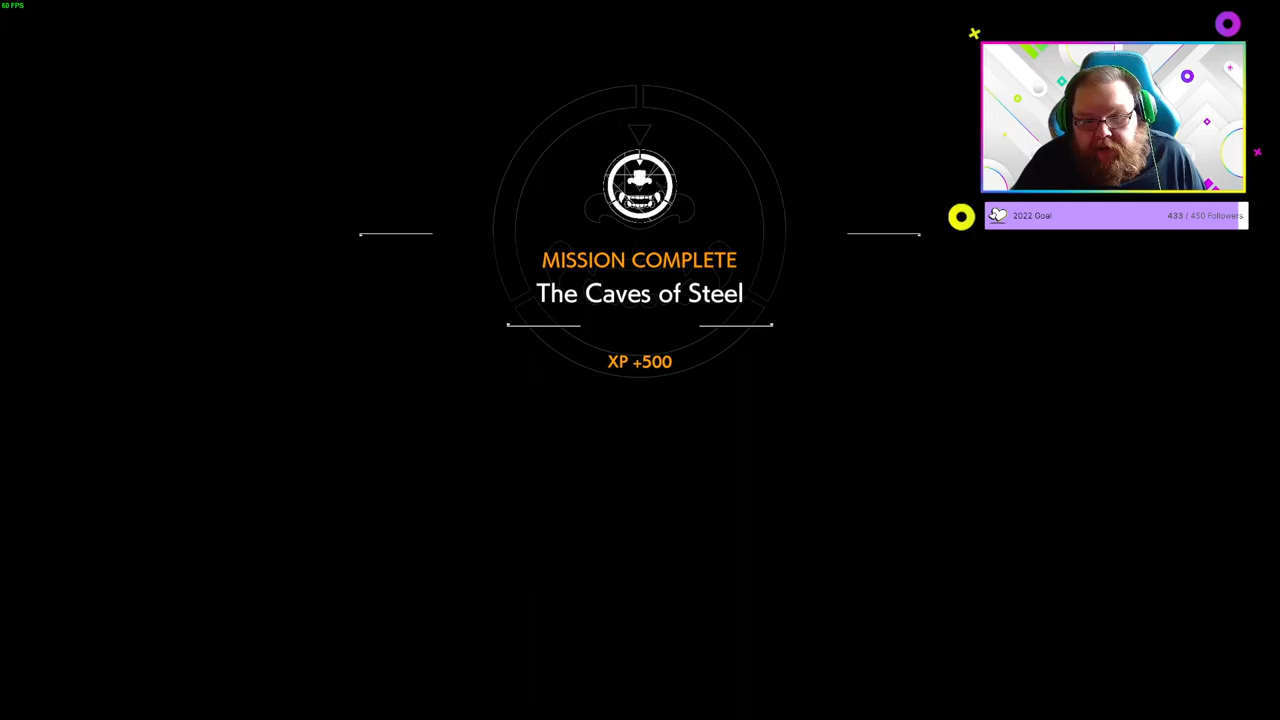 60 FPS
2022 Goal
433 / 450 Followers
MISSION COMPLETE
The Caves of Steel
XP +500